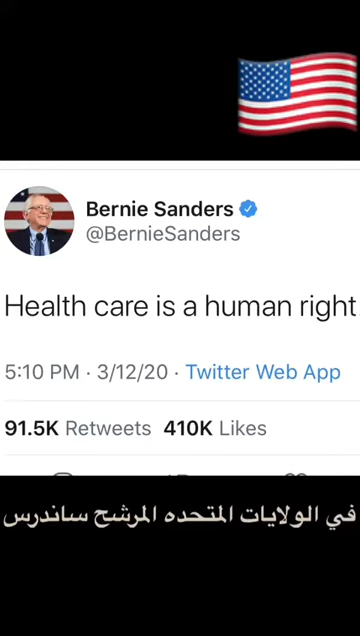 Bernie Sanders
@BernieSanders
Health care is a human right
5:10 PM · 3/12/20 · Twitter Web App
91.5K Retweets 410K Likes
في الولايات المتحده المرشح ساندرس